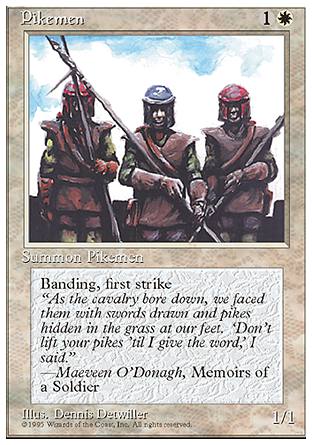 Pikemen 1
Summon Pikemen
Banding, first strike
“As the cavalry bore down, we faced
them with swords drawn and pikes
hidden in the grass at our feet. ‘Don’t
lift your pikes ’til I give the word,’ I
said.”
—Maeveen O’Donagh, Memoirs of
a Soldier
Illus. Dennis Detwiller 1/1
©1995 Wizards of the Coast, Inc. All rights reserved.